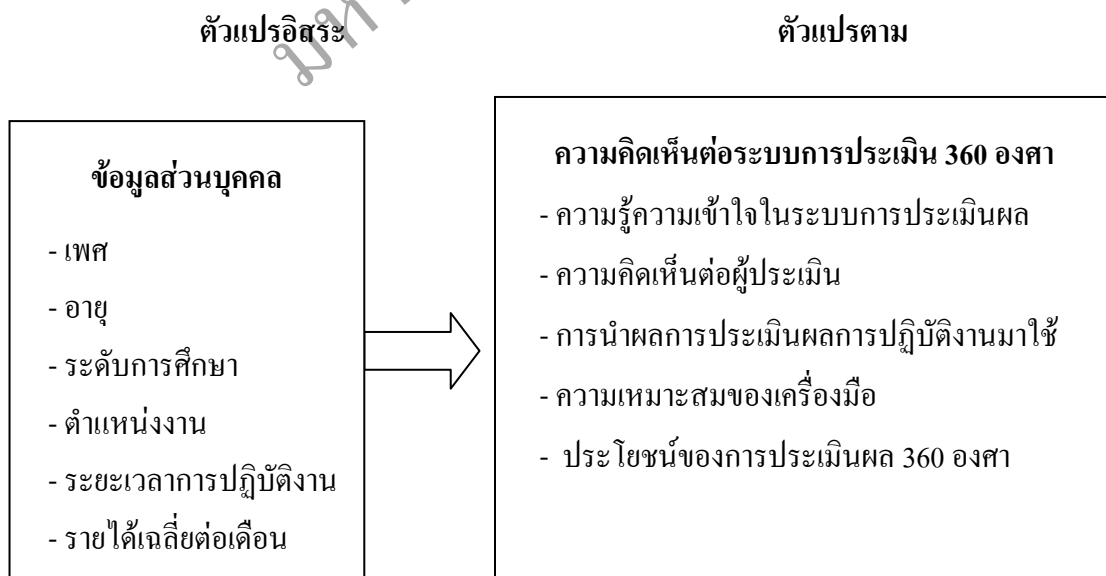 ตัวแปรอิสระ
ตัวแปรตาม
ข้อมูลส่วนบุคคล
- เพศ
- อายุ
- ระดับการศึกษา
- ตำแหน่งงาน
- ระยะเวลาการปฏิบัติงาน
- รายได้เฉลี่ยต่อเดือน
ความคิดเห็นต่อระบบการประเมิน 360 องศา
- ความรู้ความเข้าใจในระบบการประเมินผล
- ความคิดเห็นต่อผู้ประเมิน
- การนำผลการประเมินผลการปฏิบัติงานมาใช้
- ความเหมาะสมของเครื่องมือ
- ประโยชน์ของการประเมินผล 360 องศา